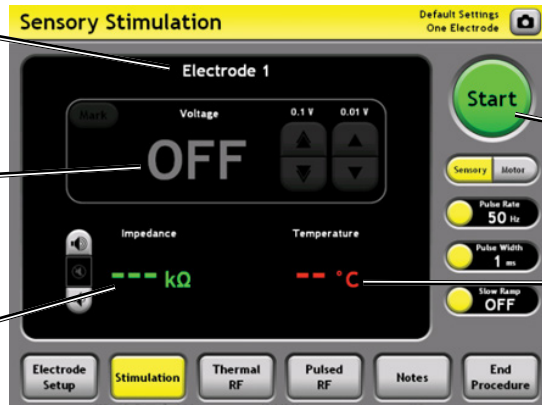 Sensory Stimulation
Default Settings
One Electrode
Electrode 1
Start
Mark
Voltage
0.1 V
0.01 V
OFF
Sensory
Motor
Pulse Rate
50 Hz
Pulse Width
1 ms
Slow Ramp
OFF
Impedance
--- kΩ
Temperature
-- °C
Electrode
Setup
Stimulation
Thermal
RF
Pulsed
RF
Notes
End
Procedure